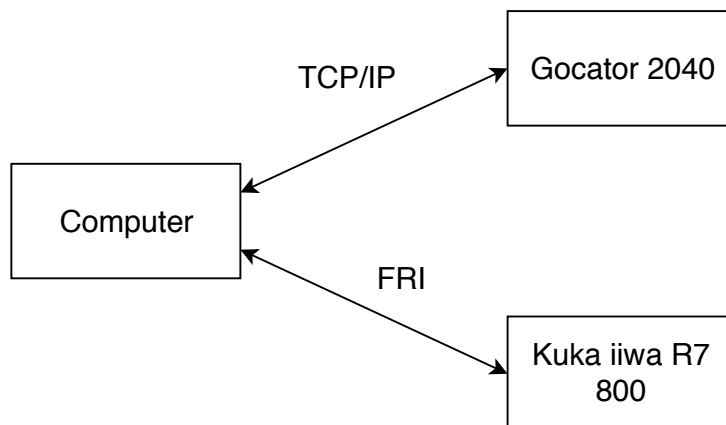 TCP/IP
Gocator 2040
Computer
FRI
Kuka iiwa R7
800